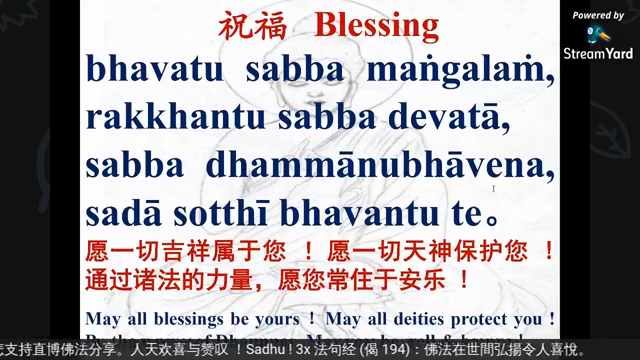 祝福 Blessing
Powered by
StreamYard
bhavatu sabba maṅgalaṁ,
rakkhantu sabba devatā,
sabba dhammānubhāvena,
sadā sotthī bhavantu te。
愿一切吉祥属于您 ！愿一切天神保护您 ！
通过诸法的力量，愿您常住于安乐 ！
May all blessings be yours ! May all deities protect you !
支持直博佛法分享。人天欢喜与赞叹 ！Sadhu ! 3x 法句经 (偈 194)：佛法在世間弘揚令人喜悅。